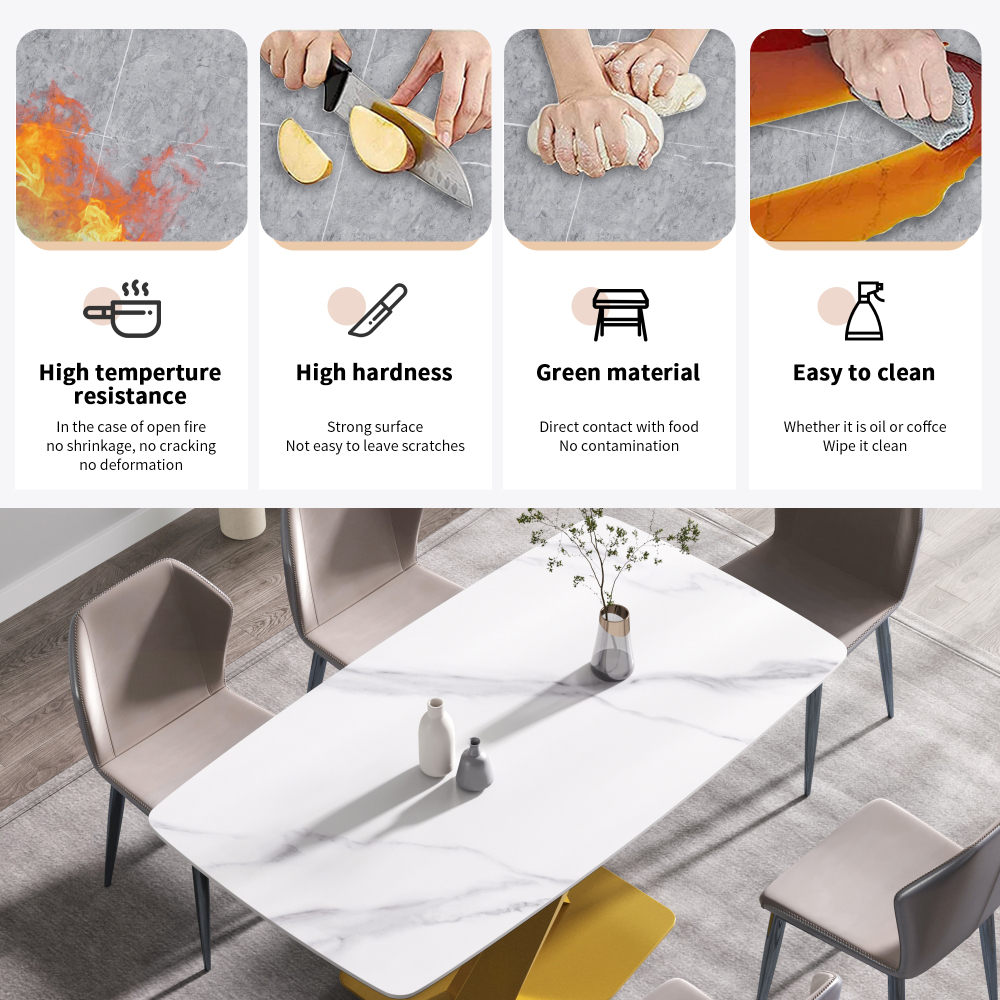 High temperture
resistance
In the case of open fire
no shrinkage, no cracking
no deformation
High hardness
Strong surface
Not easy to leave scratches
Green material
Direct contact with food
No contamination
Easy to clean
Whether it is oil or coffce
Wipe it clean